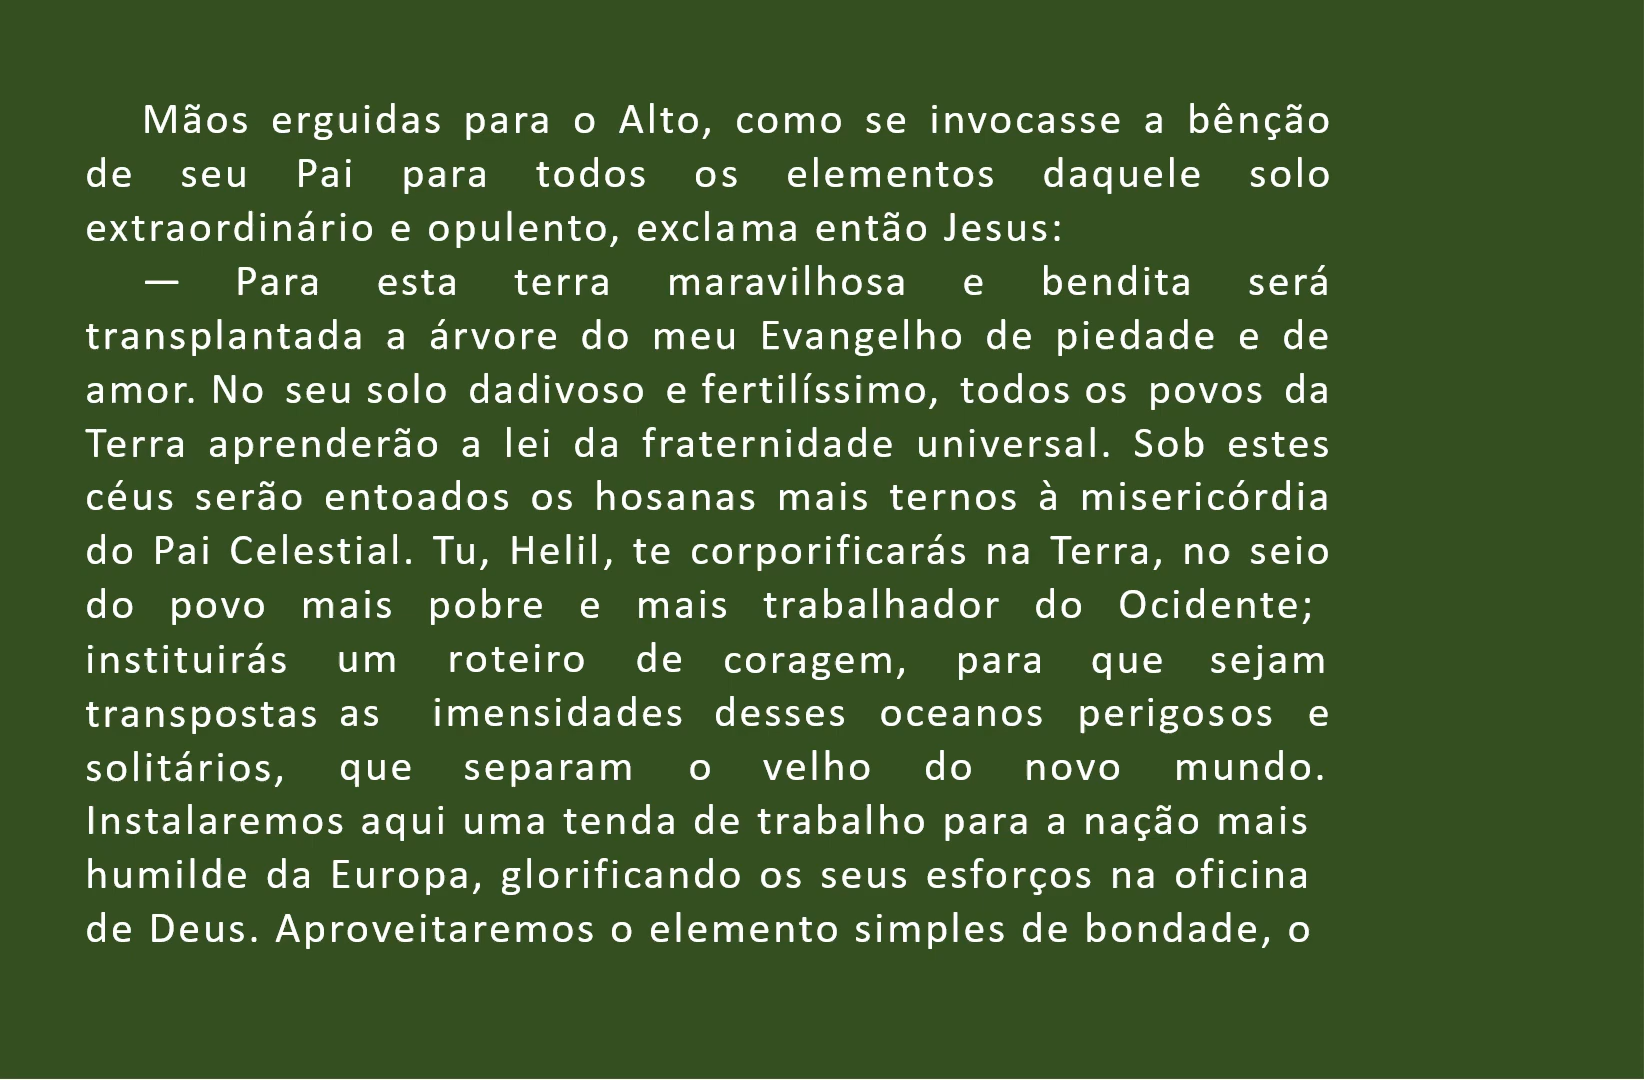 Mãos erguidas para o Alto, como se invocasse a bênção
de seu Pai para todos os elementos daquele solo
extraordinário e opulento, exclama então Jesus:
— Para esta terra maravilhosa e bendita será
transplantada a árvore do meu Evangelho de piedade e de
amor. No seu solo dadivoso e fertilíssimo, todos os povos da
Terra aprenderão a lei da fraternidade universal. Sob estes
céus serão entoados os hosanas mais ternos à misericórdia
do Pai Celestial. Tu, Helil, te corporificarás na Terra, no seio
do povo mais pobre e mais trabalhador do Ocidente;
instituirás um roteiro de coragem, para que sejam
transpostas as imensidades desses oceanos perigosos e
solitários, que separam o velho do novo mundo.
Instalaremos aqui uma tenda de trabalho para a nação mais
humilde da Europa, glorificando os seus esforços na oficina
de Deus. Aproveitaremos o elemento simples de bondade, o